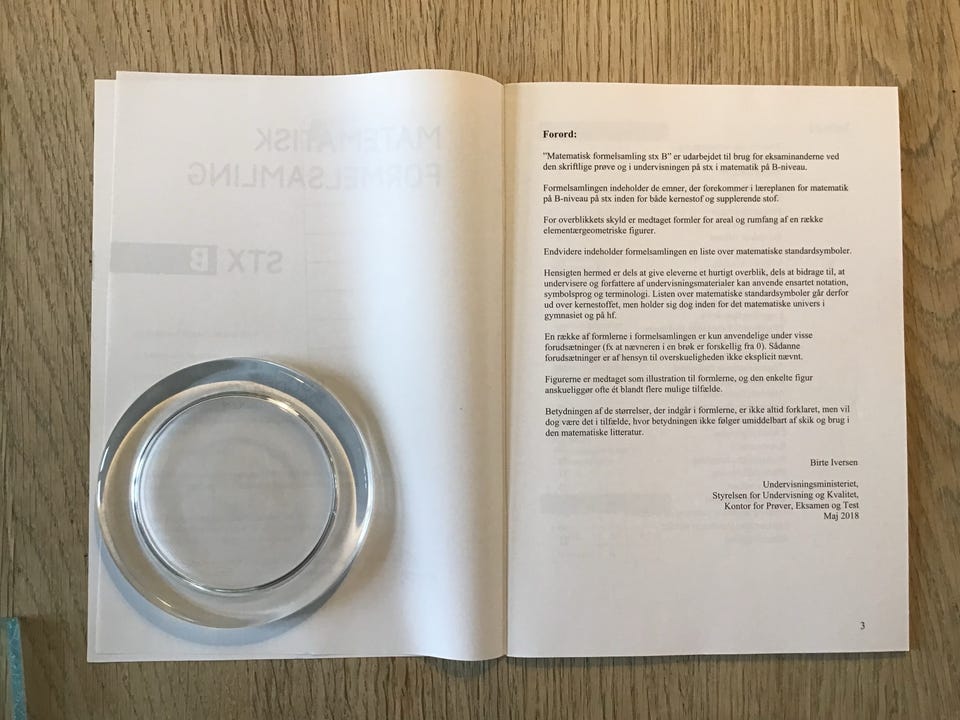 MATEMATISK
FORMELSAMLING
STX B
Forord:
"Matematisk formelsamling stx B" er udarbejdet til brug for eksaminanderne ved
den skriftlige prøve og i undervisningen på stx i matematik på B-niveau.
Formelsamlingen indeholder de emner, der forekommer i læreplanen for matematik
på B-niveau på stx inden for både kernestof og supplerende stof.
For overblikkets skyld er medtaget formler for areal og rumfang af en række
elementærgeometriske figurer.
Endvidere indeholder formelsamlingen en liste over matematiske standardsymboler.
Hensigten hermed er dels at give eleverne et hurtigt overblik, dels at bidrage til, at
undervisere og forfattere af undervisningsmaterialer kan anvende ensartet notation,
symbolsprog og terminologi. Listen over matematiske standardsymboler går derfor
ud over kernestoffet, men holder sig dog inden for det matematiske univers i
gymnasiet og på hf.
En række af formlerne i formelsamlingen er kun anvendelige under visse
forudsætninger (fx at nævneren i en brøk er forskellig fra 0). Sådanne
forudsætninger er af hensyn til overskueligheden ikke eksplicit nævnt.
Figurerne er medtaget som illustration til formlerne, og den enkelte figur
anskueliggør ofte ét blandt flere mulige tilfælde.
Betydningen af de størrelser, der indgår i formlerne, er ikke altid forklaret, men vil
dog være det i tilfælde, hvor betydningen ikke følger umiddelbart af skik og brug i
den matematiske litteratur.
Birte Iversen
Undervisningsministeriet,
Styrelsen for Undervisning og Kvalitet,
Kontor for Prøver, Eksamen og Test
Maj 2018
3